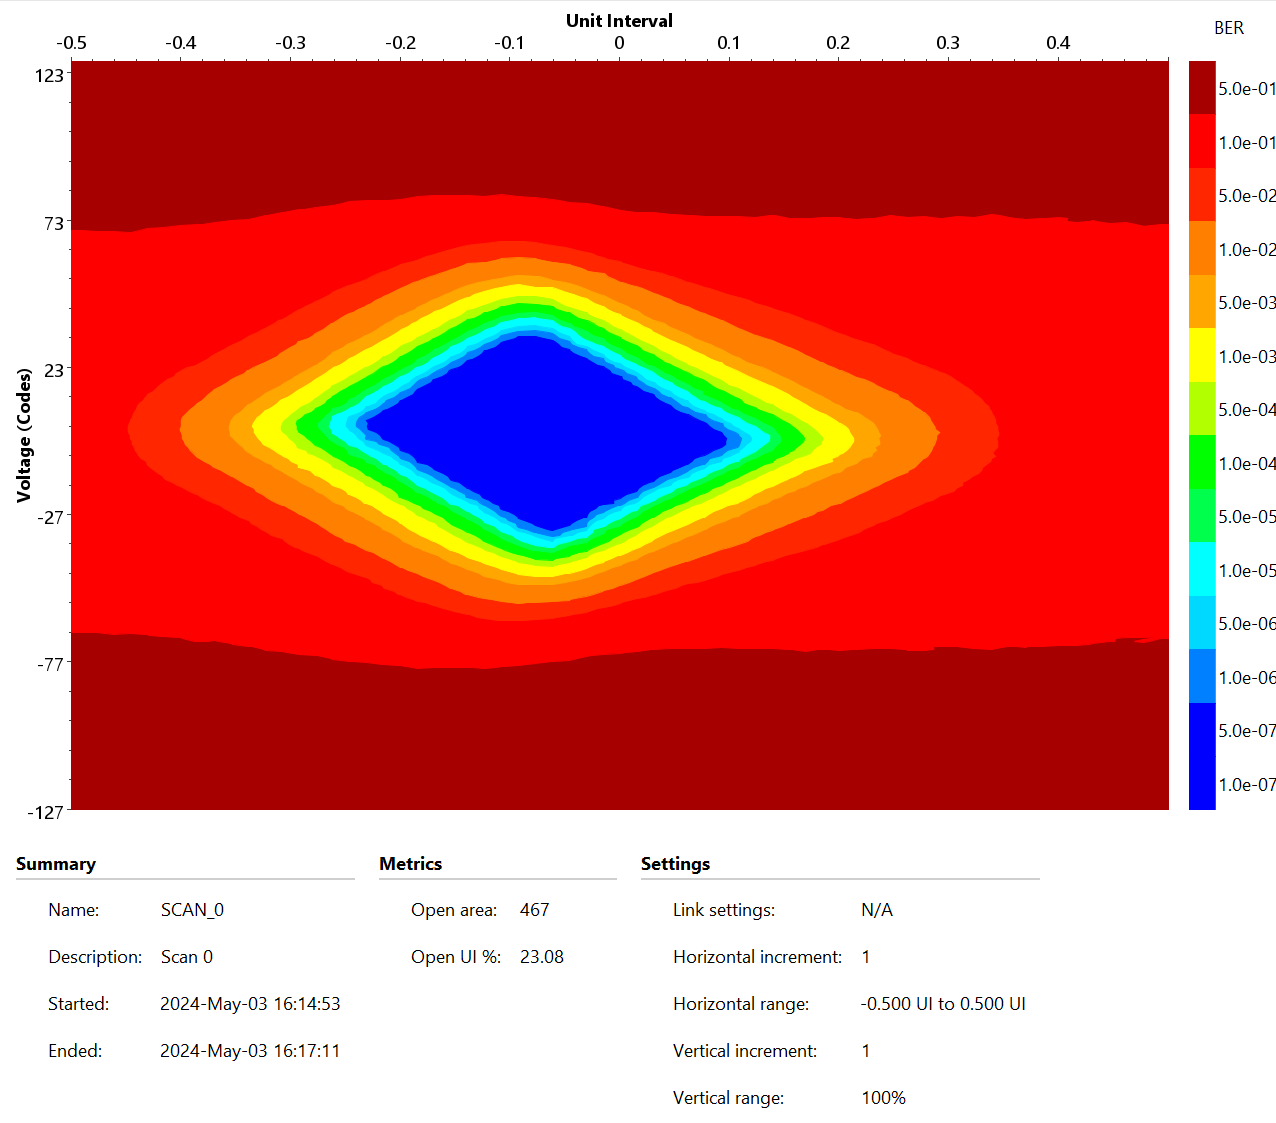 Unit Interval
-0.5 -0.4 -0.3 -0.2 -0.1 0 0.1 0.2 0.3 0.4
BER
123
73
23
-27
-77
-127
Voltage (Codes)
5.0e-01
1.0e-01
5.0e-02
1.0e-02
5.0e-03
1.0e-03
5.0e-04
1.0e-04
5.0e-05
1.0e-05
5.0e-06
1.0e-06
5.0e-07
1.0e-07
Summary
Name: SCAN_0
Description: Scan 0
Started: 2024-May-03 16:14:53
Ended: 2024-May-03 16:17:11
Metrics
Open area: 467
Open UI %: 23.08
Settings
Link settings: N/A
Horizontal increment: 1
Horizontal range: -0.500 UI to 0.500 UI
Vertical increment: 1
Vertical range: 100%